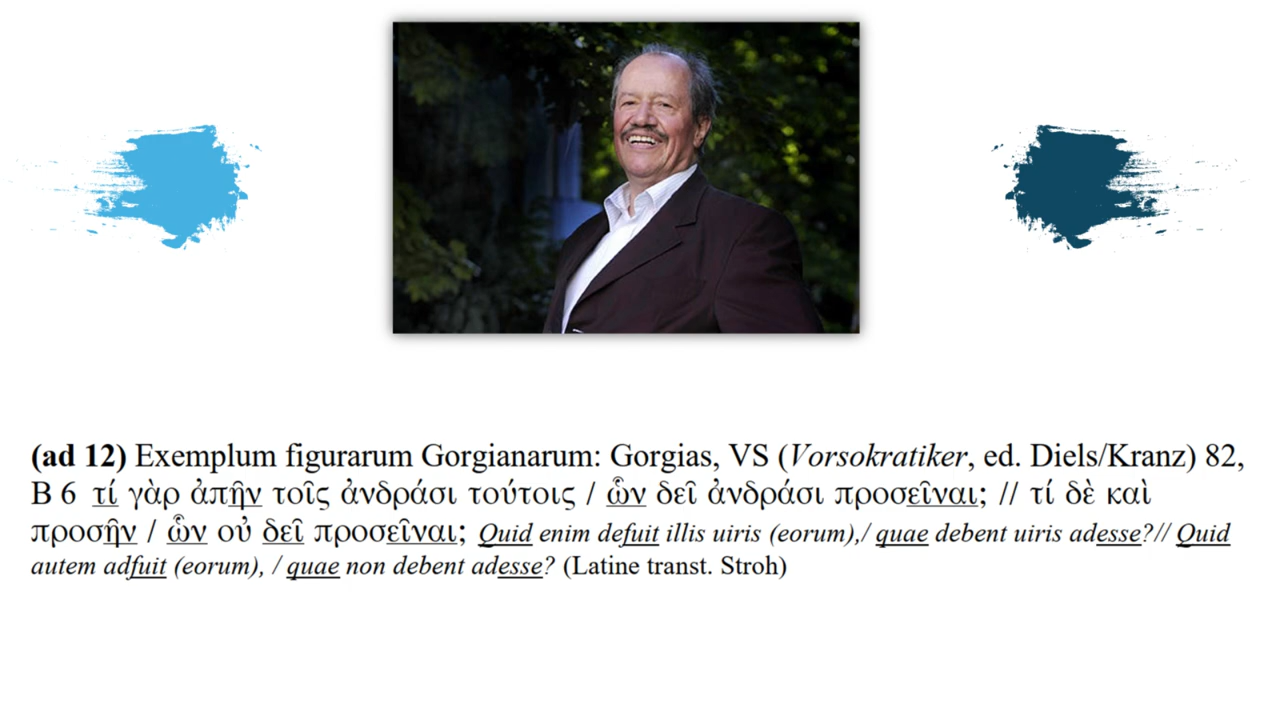 (ad 12) Exemplum figurarum Gorgianarum: Gorgias, VS (Vorsokratiker, ed. Diels/Kranz) 82,
B 6 τί γὰρ ἀπῆν τοῖς ἀνδράσι τούτοις / ὧν δεῖ ἀνδράσι προσεῖναι; // τί δὲ καὶ
προσῆν / ὧν οὐ δεῖ προσεῖναι; Quid enim defuit illis uiris (eorum),/ quae debent uiris adesse?// Quid
autem adfuit (eorum), / quae non debent adesse? (Latine transt. Stroh)